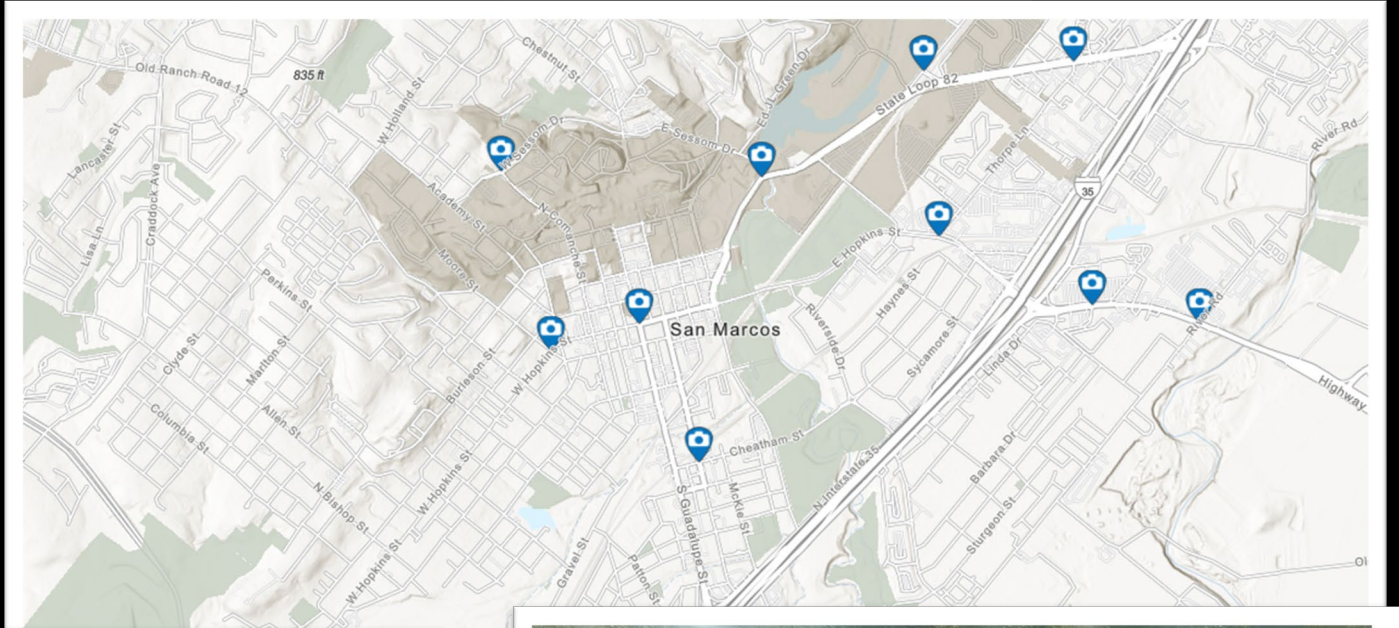 Chestnut St
Old Ranch Road 12
835 ft
W Holland St
Ed J L Green Dr
State Loop 82
Lancaster St
W Sessom Dr
E Sessom Dr
Thorpe Ln
River Rd
35
Craddock Ave
Academy St
N Comanche St
Lisa Ln
Moore St
E Hopkins St
Perkins St
Haynes St
Riverside Dr
River Rd
San Marcos
Clyde St
Marlton St
Burleson St
W Hopkins St
Sycamore St
Linda Dr
Highway
Columbia St
Allen St
Cheatham St
Barbara Dr
N Interstate 35
W Hopkins St
N Bishop St
S Guadalupe St
McKie St
Sturgeon St
W Hopkins St
Gravel St
Patton St
Ol